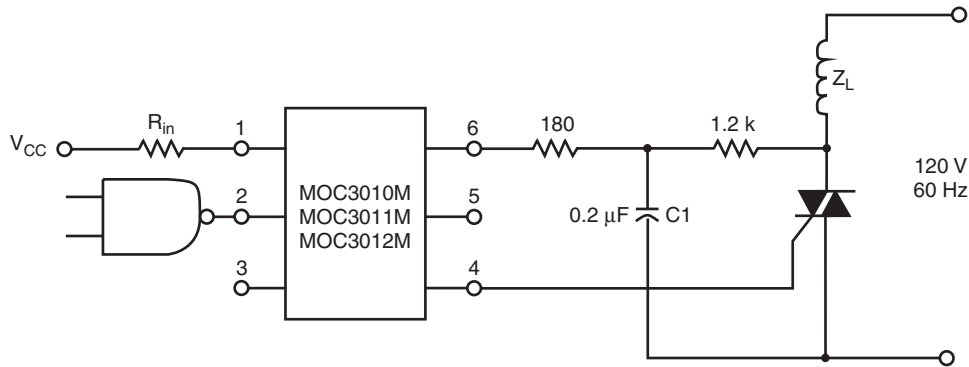 Z_L
R_in
1
6
180
1.2 k
V_CC
120 V
60 Hz
MOC3010M
MOC3011M
MOC3012M
2
5
0.2 µF
C1
3
4